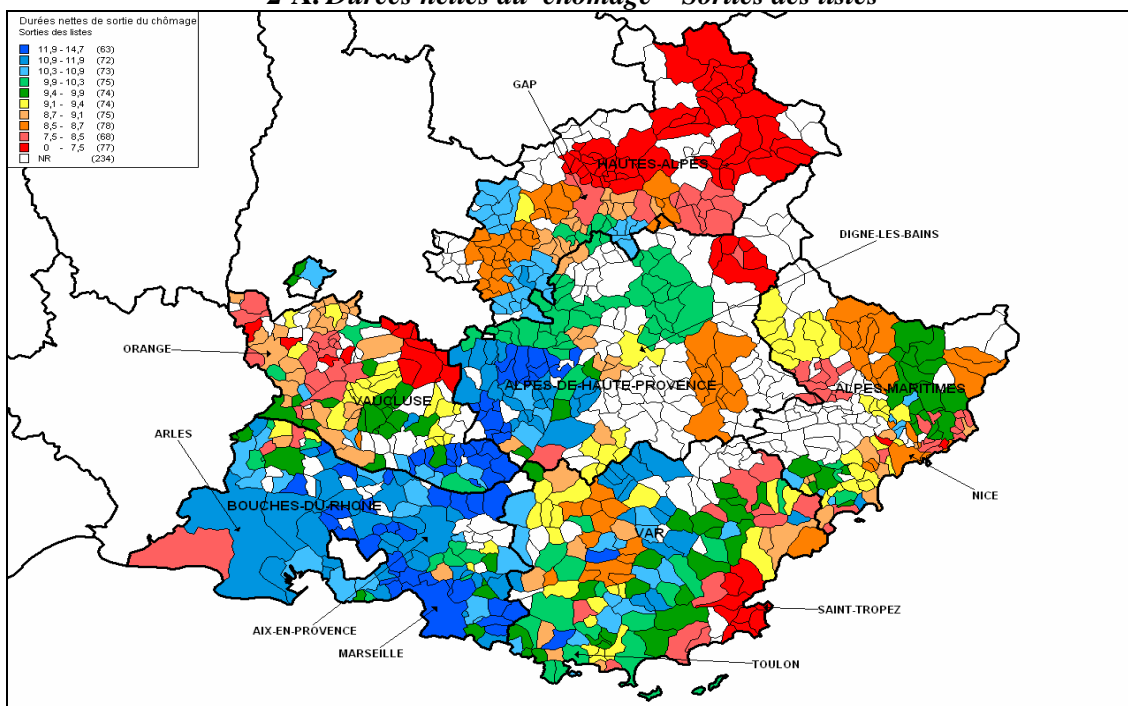 2-A. Durées nettes du chômage – Sorties des listes
Durées nettes de sortie du chômage
Sorties des listes
11,9 - 14,7 (63)
10,9 - 11,9 (72)
10,3 - 10,9 (73)
9,9 - 10,3 (75)
9,4 - 9,9 (74)
9,1 - 9,4 (74)
8,7 - 9,1 (75)
8,5 - 8,7 (78)
7,5 - 8,5 (68)
0 - 7,5 (77)
NR (234)
GAP
HAUTES-ALPES
DIGNE-LES-BAINS
ORANGE
ALPES-DE-HAUTE-PROVENCE
ALPES-MARITIMES
VAUCLUSE
ARLES
NICE
BOUCHES-DU-RHONE
VAR
SAINT-TROPEZ
AIX-EN-PROVENCE
MARSEILLE
TOULON